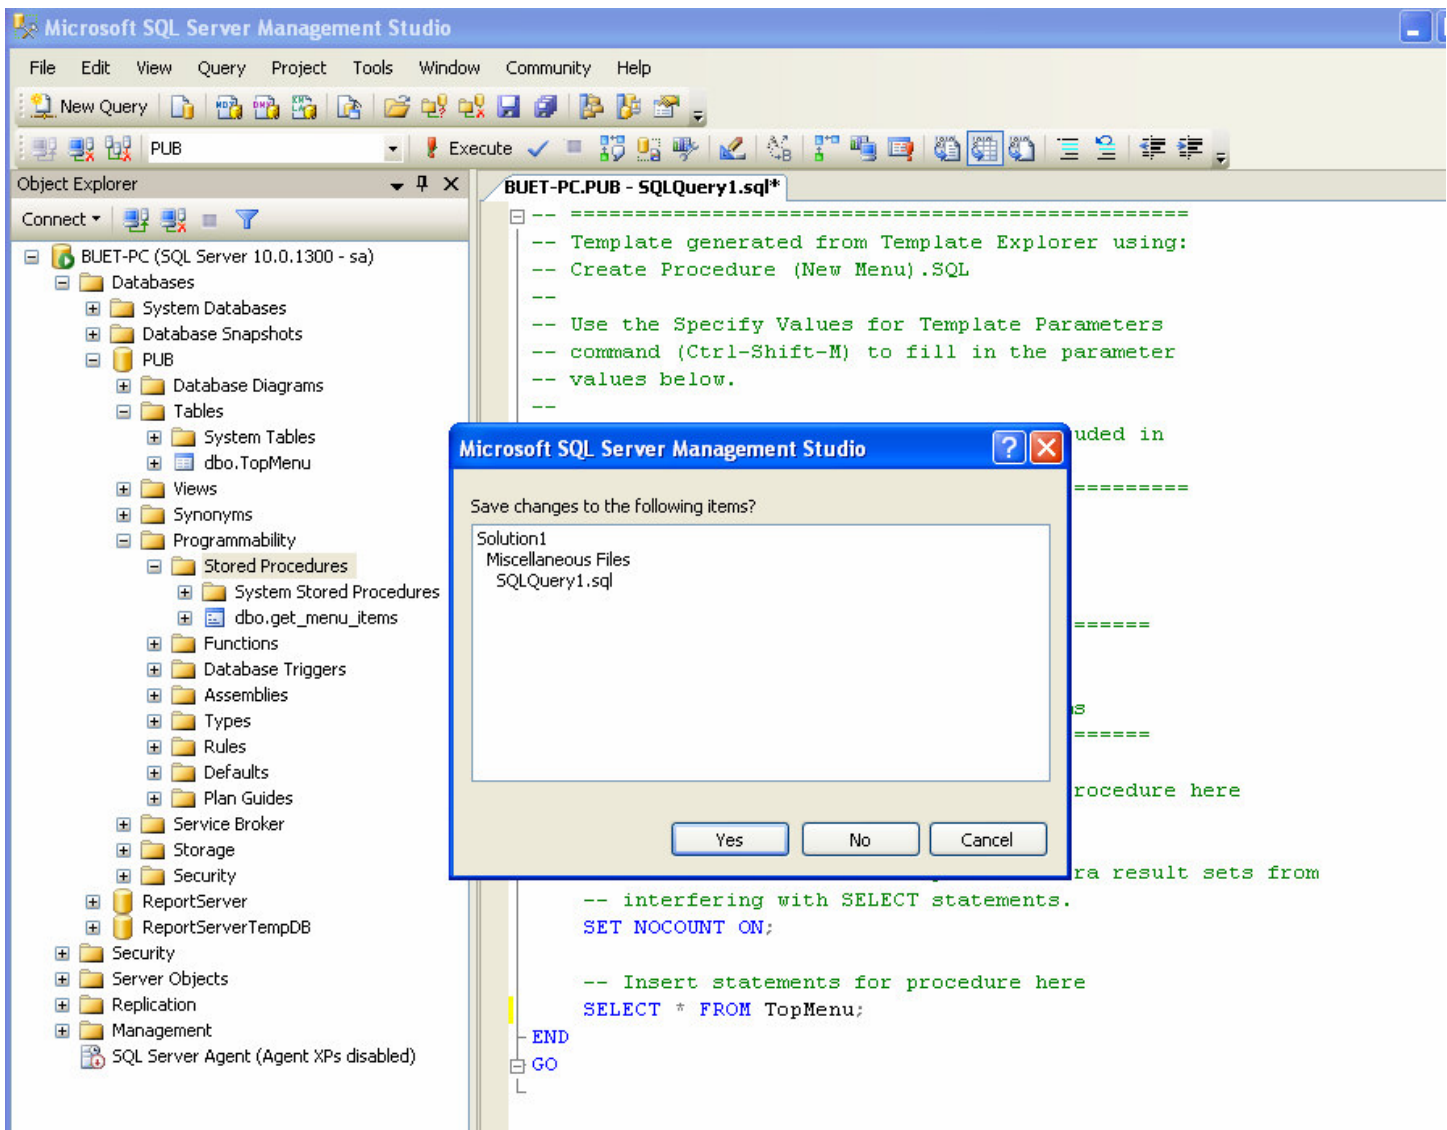 Microsoft SQL Server Management Studio
File Edit View Query Project Tools Window Community Help
New Query
PUB Execute
Object Explorer
Connect
BUET-PC (SQL Server 10.0.1300 - sa)
Databases
System Databases
Database Snapshots
PUB
Database Diagrams
Tables
System Tables
dbo.TopMenu
Views
Synonyms
Programmability
Stored Procedures
System Stored Procedures
dbo.get_menu_items
Functions
Database Triggers
Assemblies
Types
Rules
Defaults
Plan Guides
Service Broker
Storage
Security
ReportServer
ReportServerTempDB
Security
Server Objects
Replication
Management
SQL Server Agent (Agent XPs disabled)
BUET-PC.PUB - SQLQuery1.sql*
-- ================================================
-- Template generated from Template Explorer using:
-- Create Procedure (New Menu).SQL
--
-- Use the Specify Values for Template Parameters
-- command (Ctrl-Shift-M) to fill in the parameter
-- values below.
--
uded in
=========
======
s
======
rocedure here
ra result sets from
-- interfering with SELECT statements.
SET NOCOUNT ON;
-- Insert statements for procedure here
SELECT * FROM TopMenu;
END
GO
Microsoft SQL Server Management Studio
Save changes to the following items?
Solution1
Miscellaneous Files
SQLQuery1.sql
Yes No Cancel